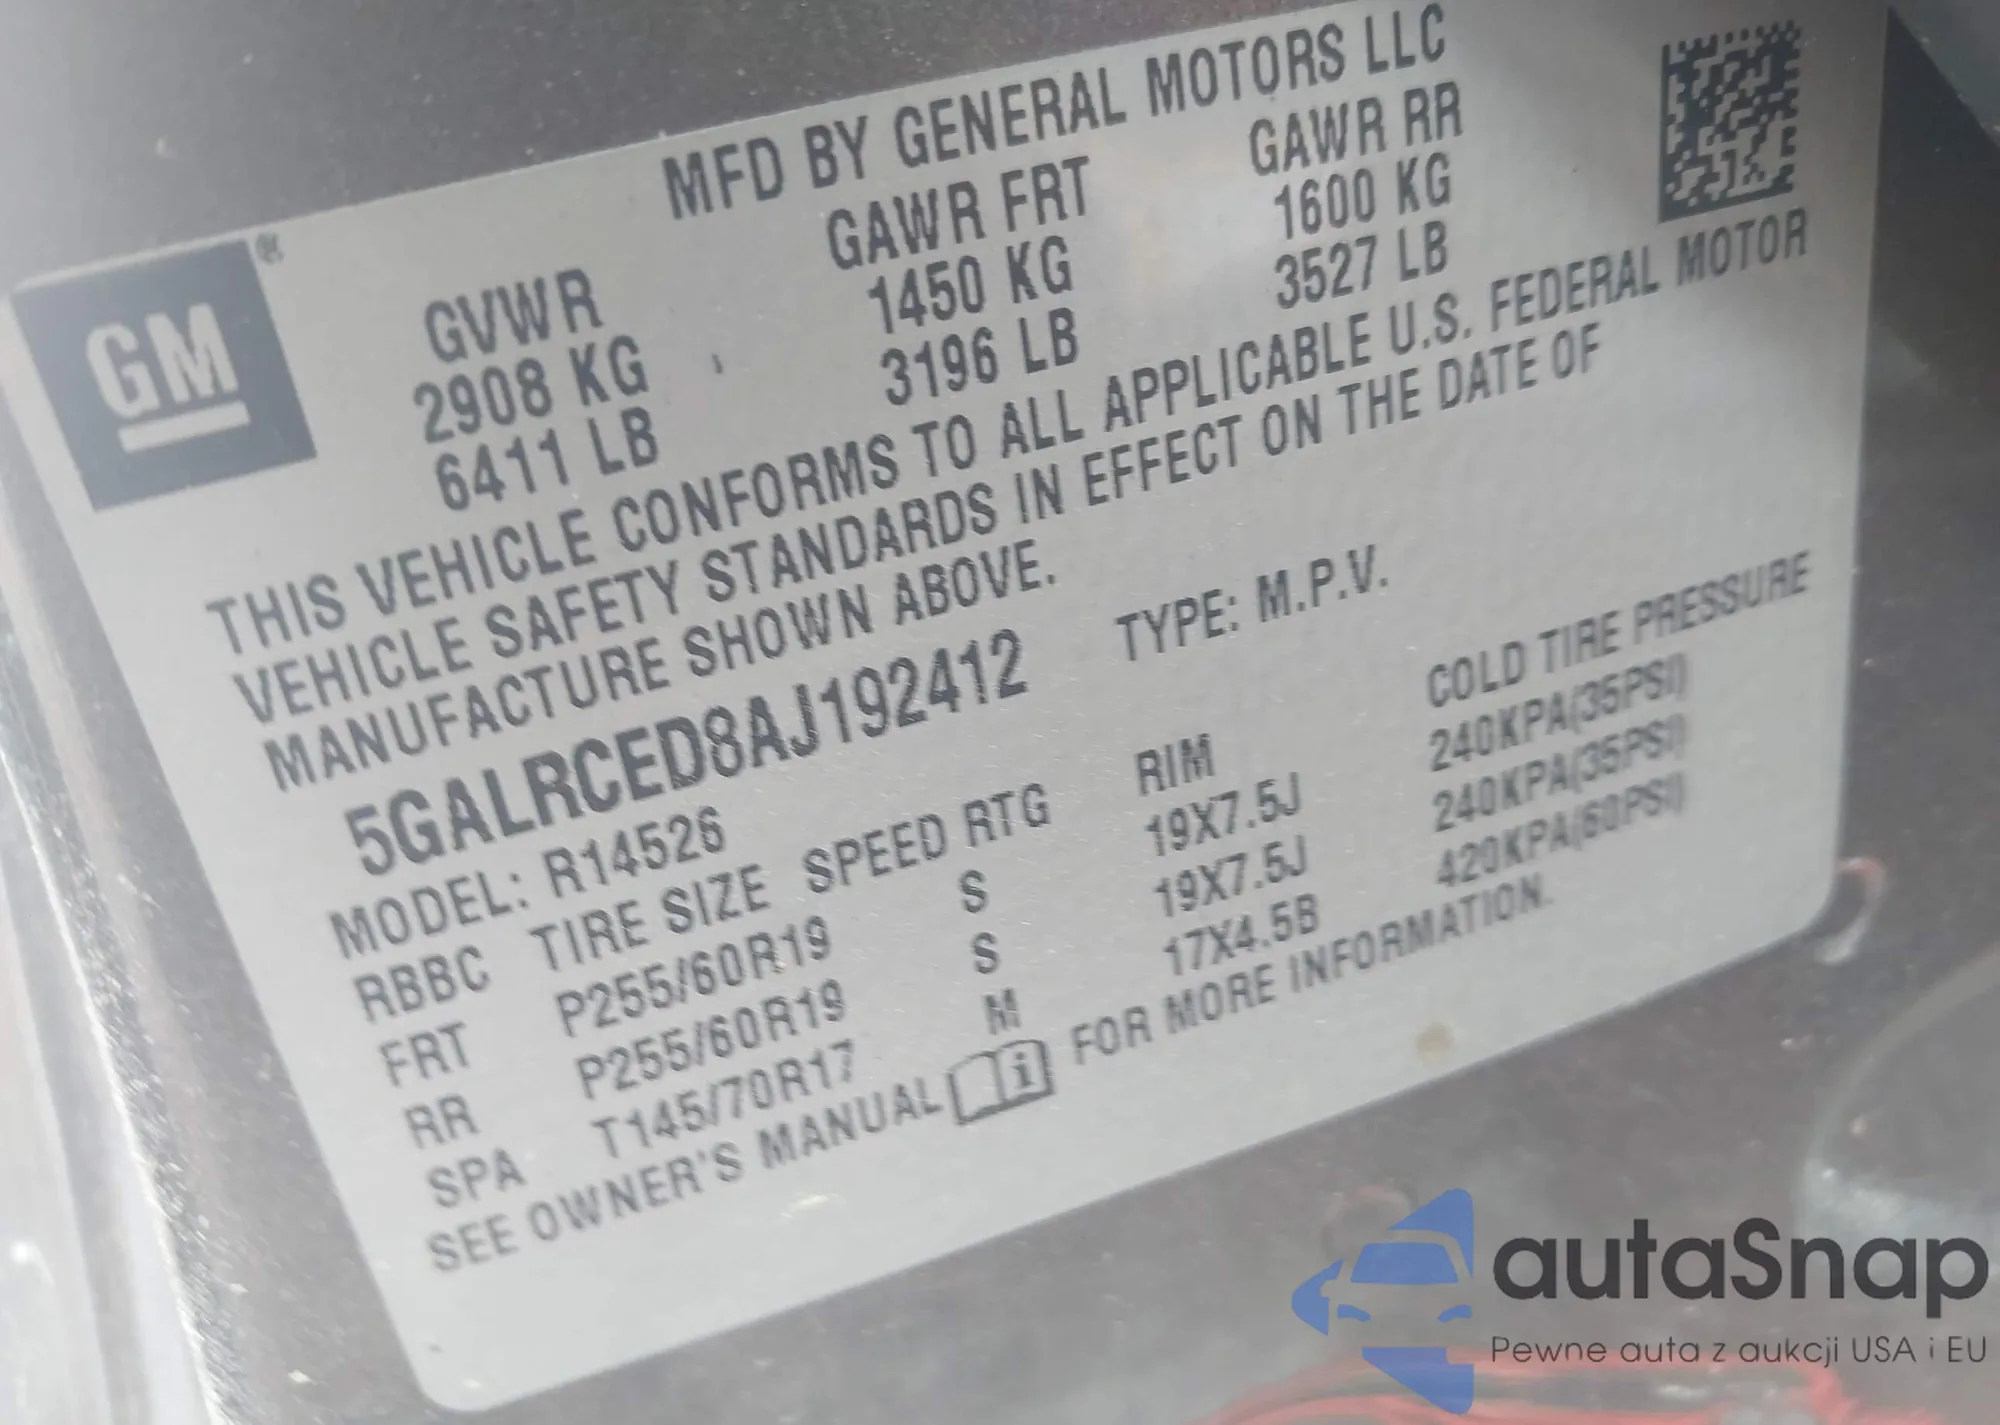 MFD BY GENERAL MOTORS LLC
GM®
GVWR GAWR FRT GAWR RR
2908 KG 1450 KG 1600 KG
6411 LB 3196 LB 3527 LB
THIS VEHICLE CONFORMS TO ALL APPLICABLE U.S. FEDERAL MOTOR
VEHICLE SAFETY STANDARDS IN EFFECT ON THE DATE OF
MANUFACTURE SHOWN ABOVE.
5GALRCED8AJ192412 TYPE: M.P.V.
MODEL: R14526
RBBC TIRE SIZE SPEED RTG RIM COLD TIRE PRESSURE
FRT P255/60R19 S 19X7.5J 240KPA(35PSI)
RR P255/60R19 S 19X7.5J 240KPA(35PSI)
SPA T145/70R17 M 17X4.5B 420KPA(60PSI)
SEE OWNER'S MANUAL i FOR MORE INFORMATION.
autaSnap
Pewne auta z aukcji USA i EU